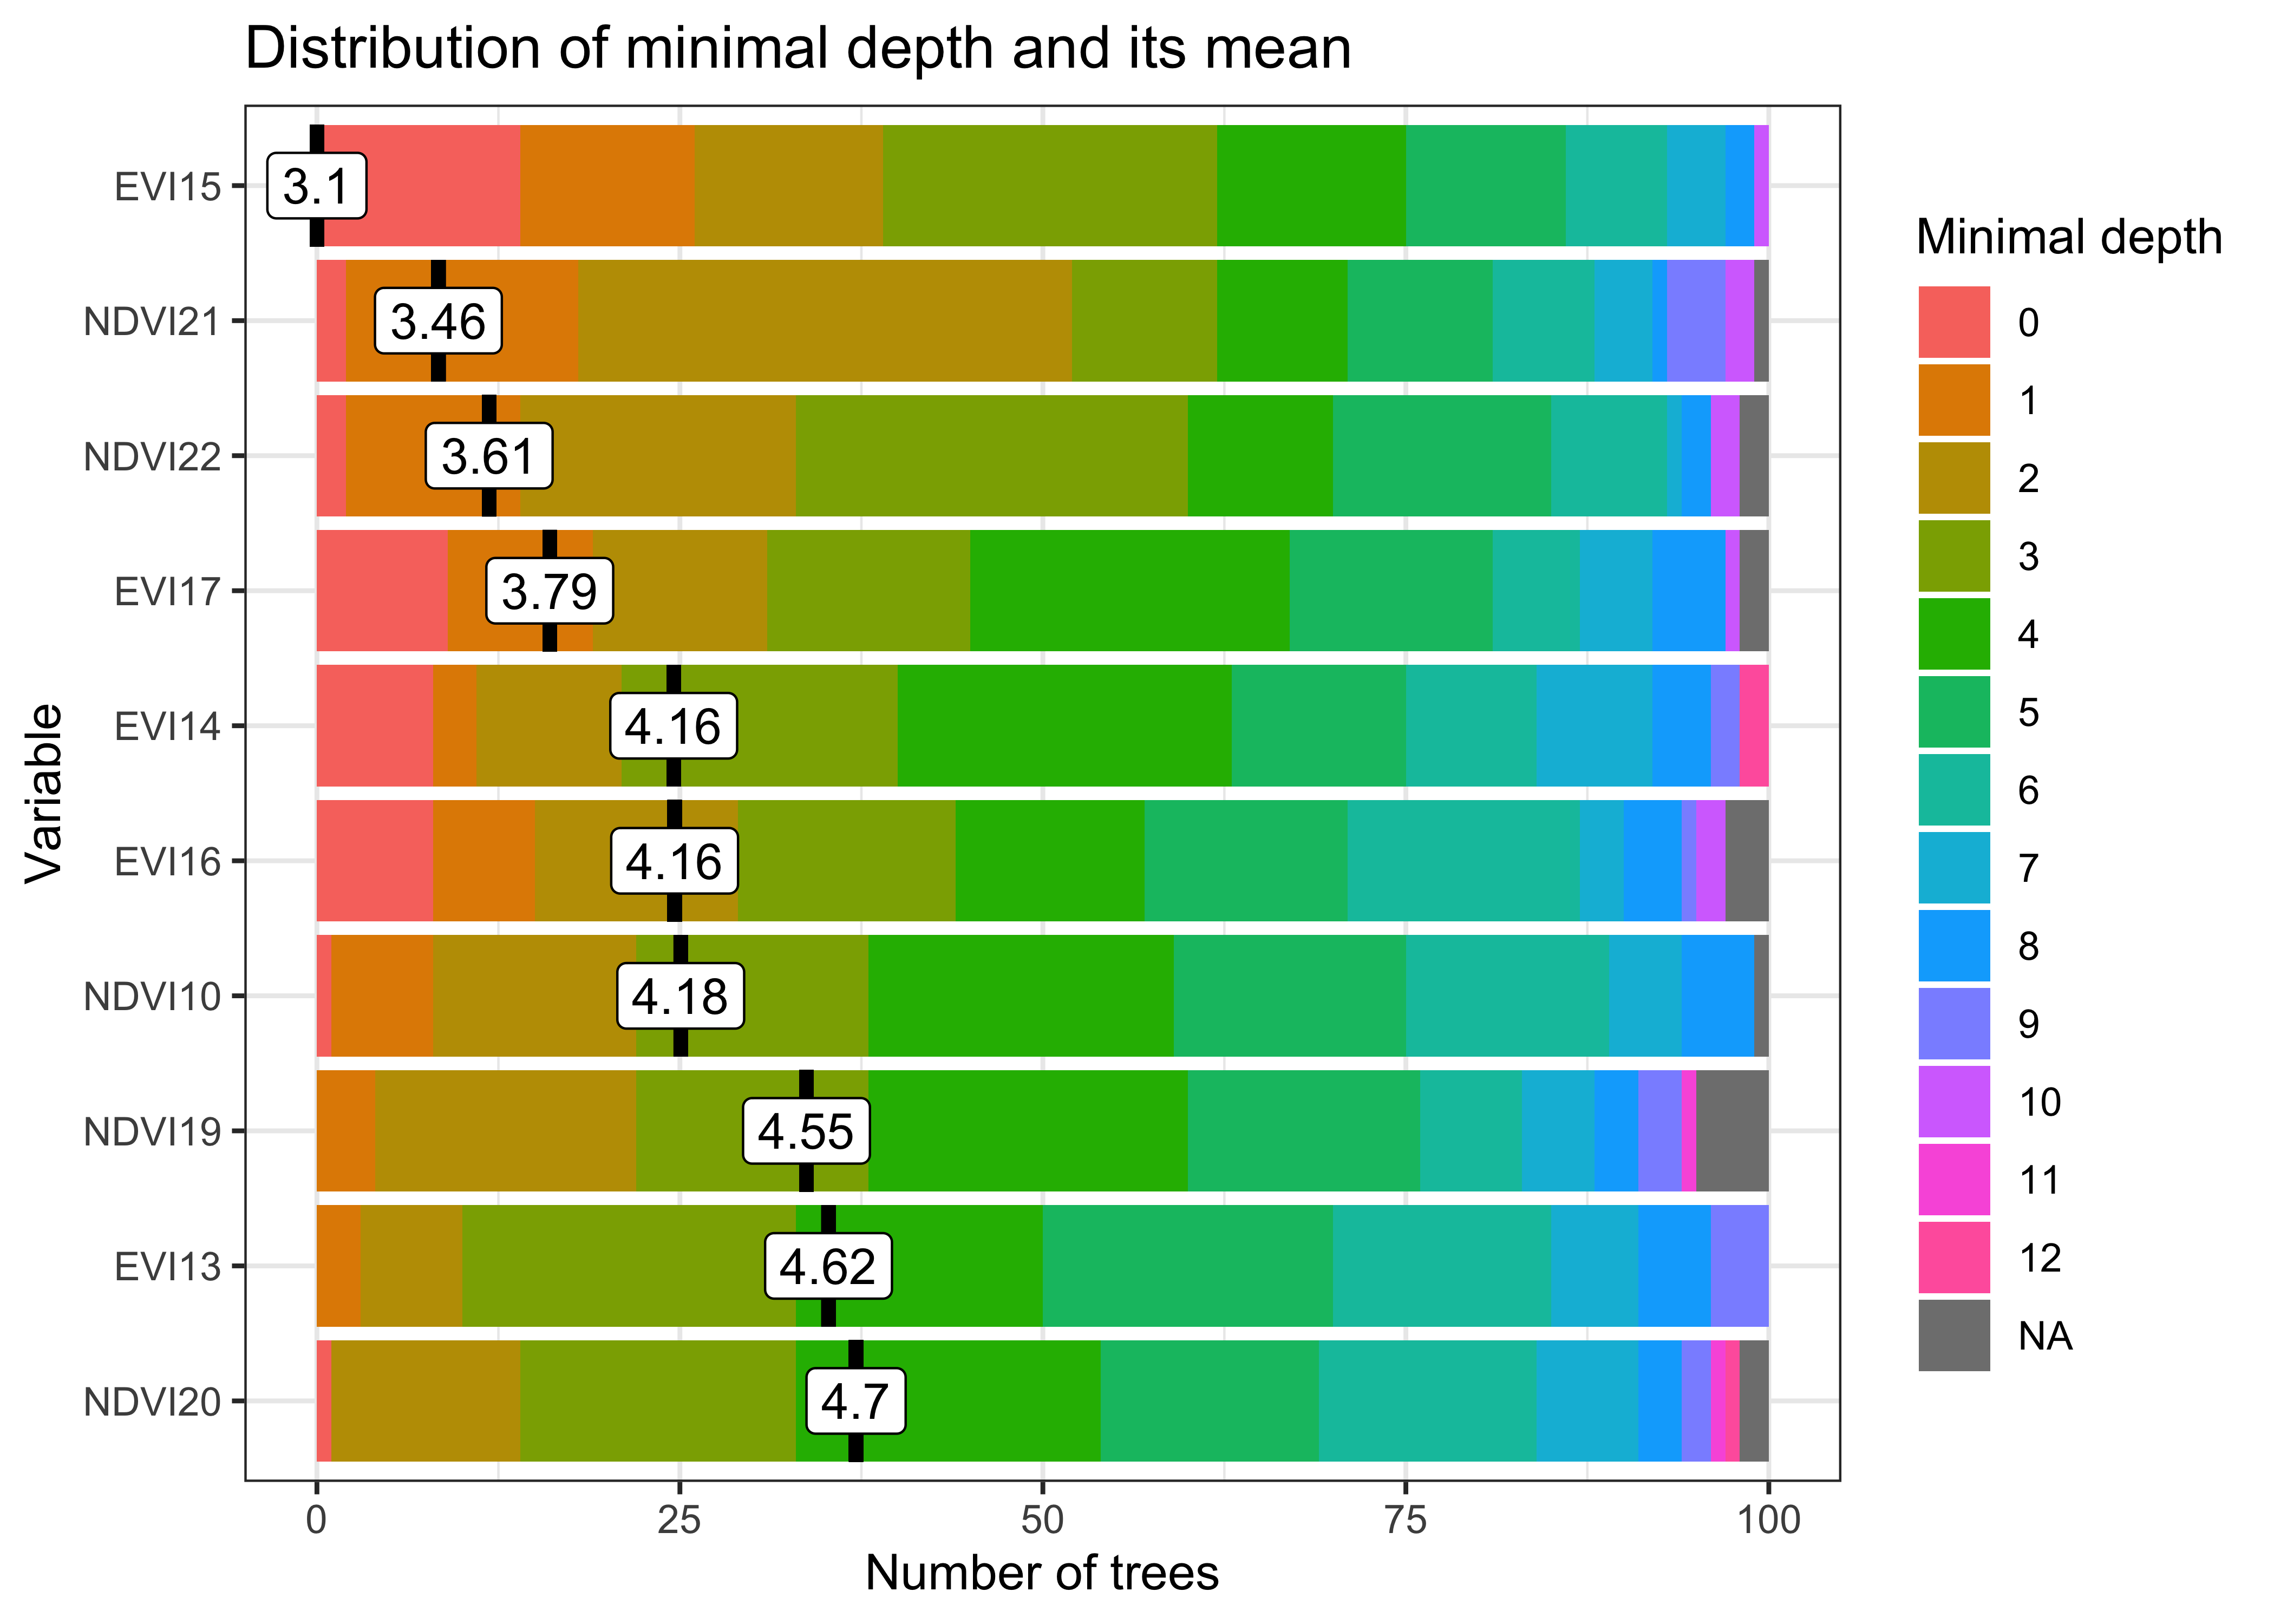 Distribution of minimal depth and its mean
Variable
EVI15
3.1
NDVI21
3.46
NDVI22
3.61
EVI17
3.79
EVI14
4.16
EVI16
4.16
NDVI10
4.18
NDVI19
4.55
EVI13
4.62
NDVI20
4.7
0 25 50 75 100
Number of trees
Minimal depth
0
1
2
3
4
5
6
7
8
9
10
11
12
NA